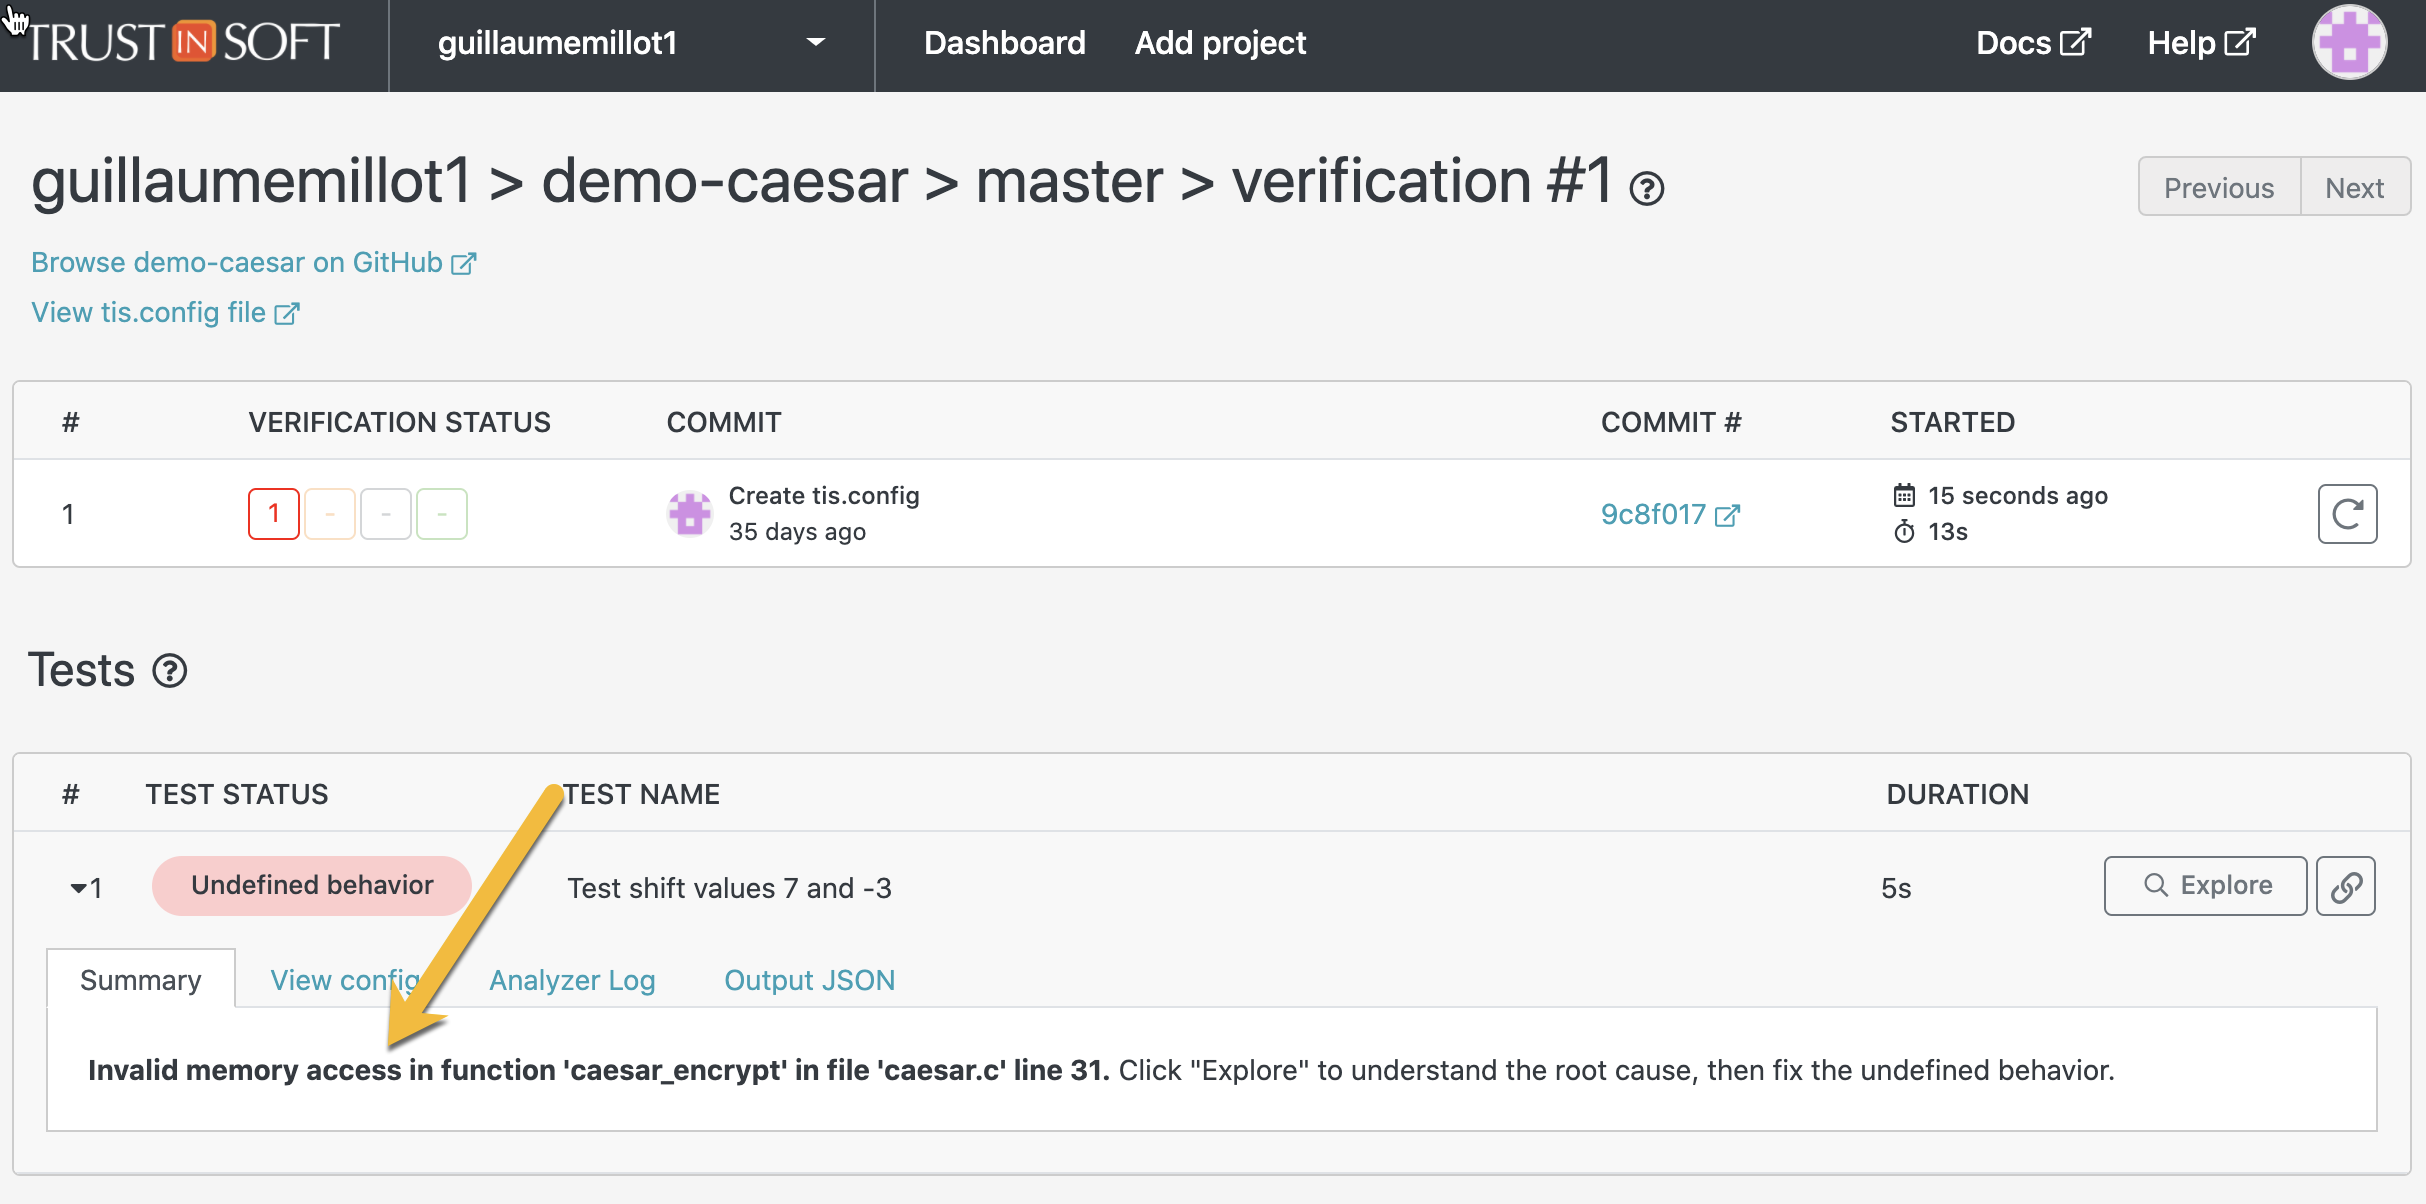 TRUST IN SOFT
guillaumemillot1
Dashboard
Add project
Docs
Help
guillaumemillot1 > demo-caesar > master > verification #1
Previous
Next
Browse demo-caesar on GitHub
View tis.config file
# VERIFICATION STATUS COMMIT COMMIT # STARTED
1 1 - - - Create tis.config 9c8f017 15 seconds ago
35 days ago 13s
Tests
# TEST STATUS TEST NAME DURATION
1 Undefined behavior Test shift values 7 and -3 5s Explore
Summary View config Analyzer Log Output JSON
Invalid memory access in function 'caesar_encrypt' in file 'caesar.c' line 31. Click "Explore" to understand the root cause, then fix the undefined behavior.